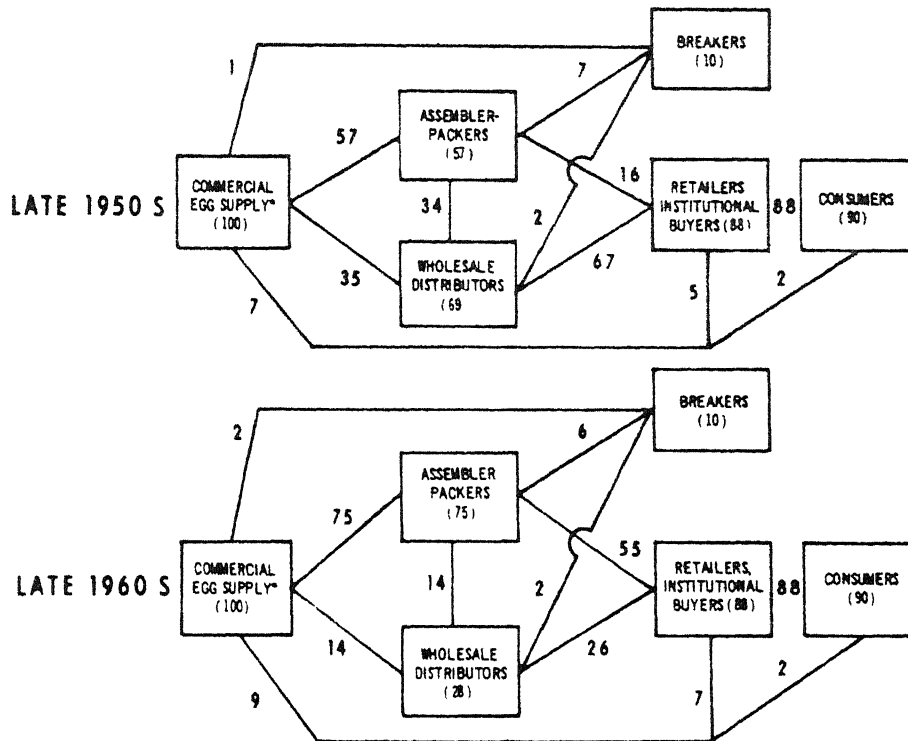 BREAKERS
(10)
1
7
ASSEMBLER-
PACKERS
(57)
57
16
LATE 1950 S
COMMERCIAL
EGG SUPPLY*
(100)
34
2
RETAILERS
INSTITUTIONAL
BUYERS (88)
88
CONSUMERS
(90)
35
WHOLESALE
DISTRIBUTORS
(69
67
7
5
2
BREAKERS
(10)
2
6
ASSEMBLER
PACKERS
(75)
75
55
LATE 1960 S
COMMERCIAL
EGG SUPPLY*
(100)
14
2
RETAILERS,
INSTITUTIONAL
BUYERS (88)
88
CONSUMERS
(90)
14
WHOLESALE
DISTRIBUTORS
(28)
26
9
7
2